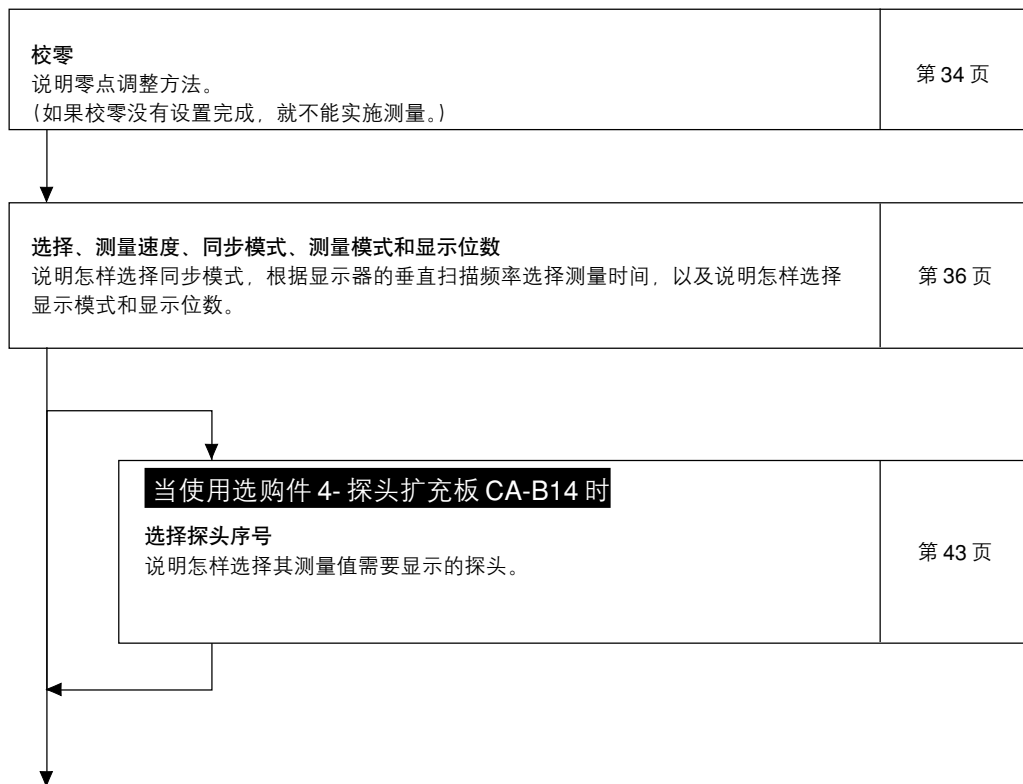 校零
说明零点调整方法。
(如果校零没有设置完成，就不能实施测量。)
第 34 页
选择、测量速度、同步模式、测量模式和显示位数
说明怎样选择同步模式，根据显示器的垂直扫描频率选择测量时间，以及说明怎样选择
显示模式和显示位数。
第 36 页
当使用选购件 4- 探头扩充板 CA-B14 时
选择探头序号
说明怎样选择其测量值需要显示的探头。
第 43 页